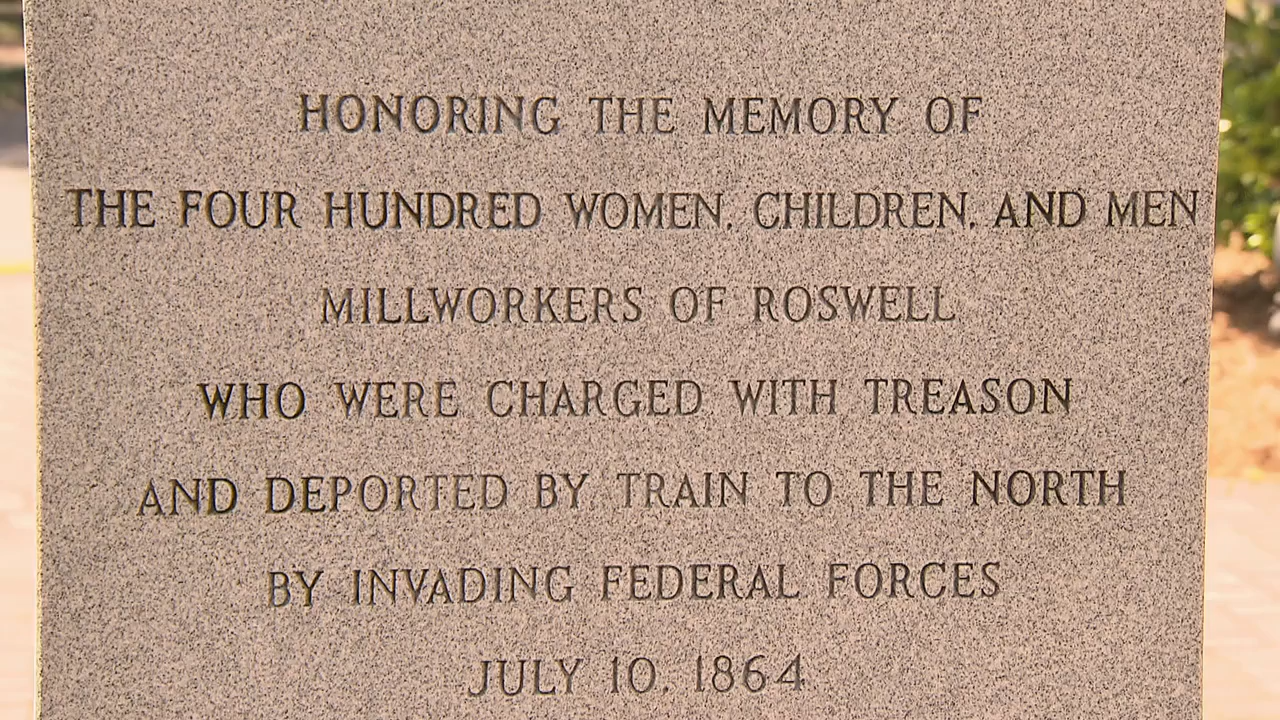 HONORING THE MEMORY OF
THE FOUR HUNDRED WOMEN, CHILDREN, AND MEN
MILLWORKERS OF ROSWELL
WHO WERE CHARGED WITH TREASON
AND DEPORTED BY TRAIN TO THE NORTH
BY INVADING FEDERAL FORCES
JULY 10, 1864